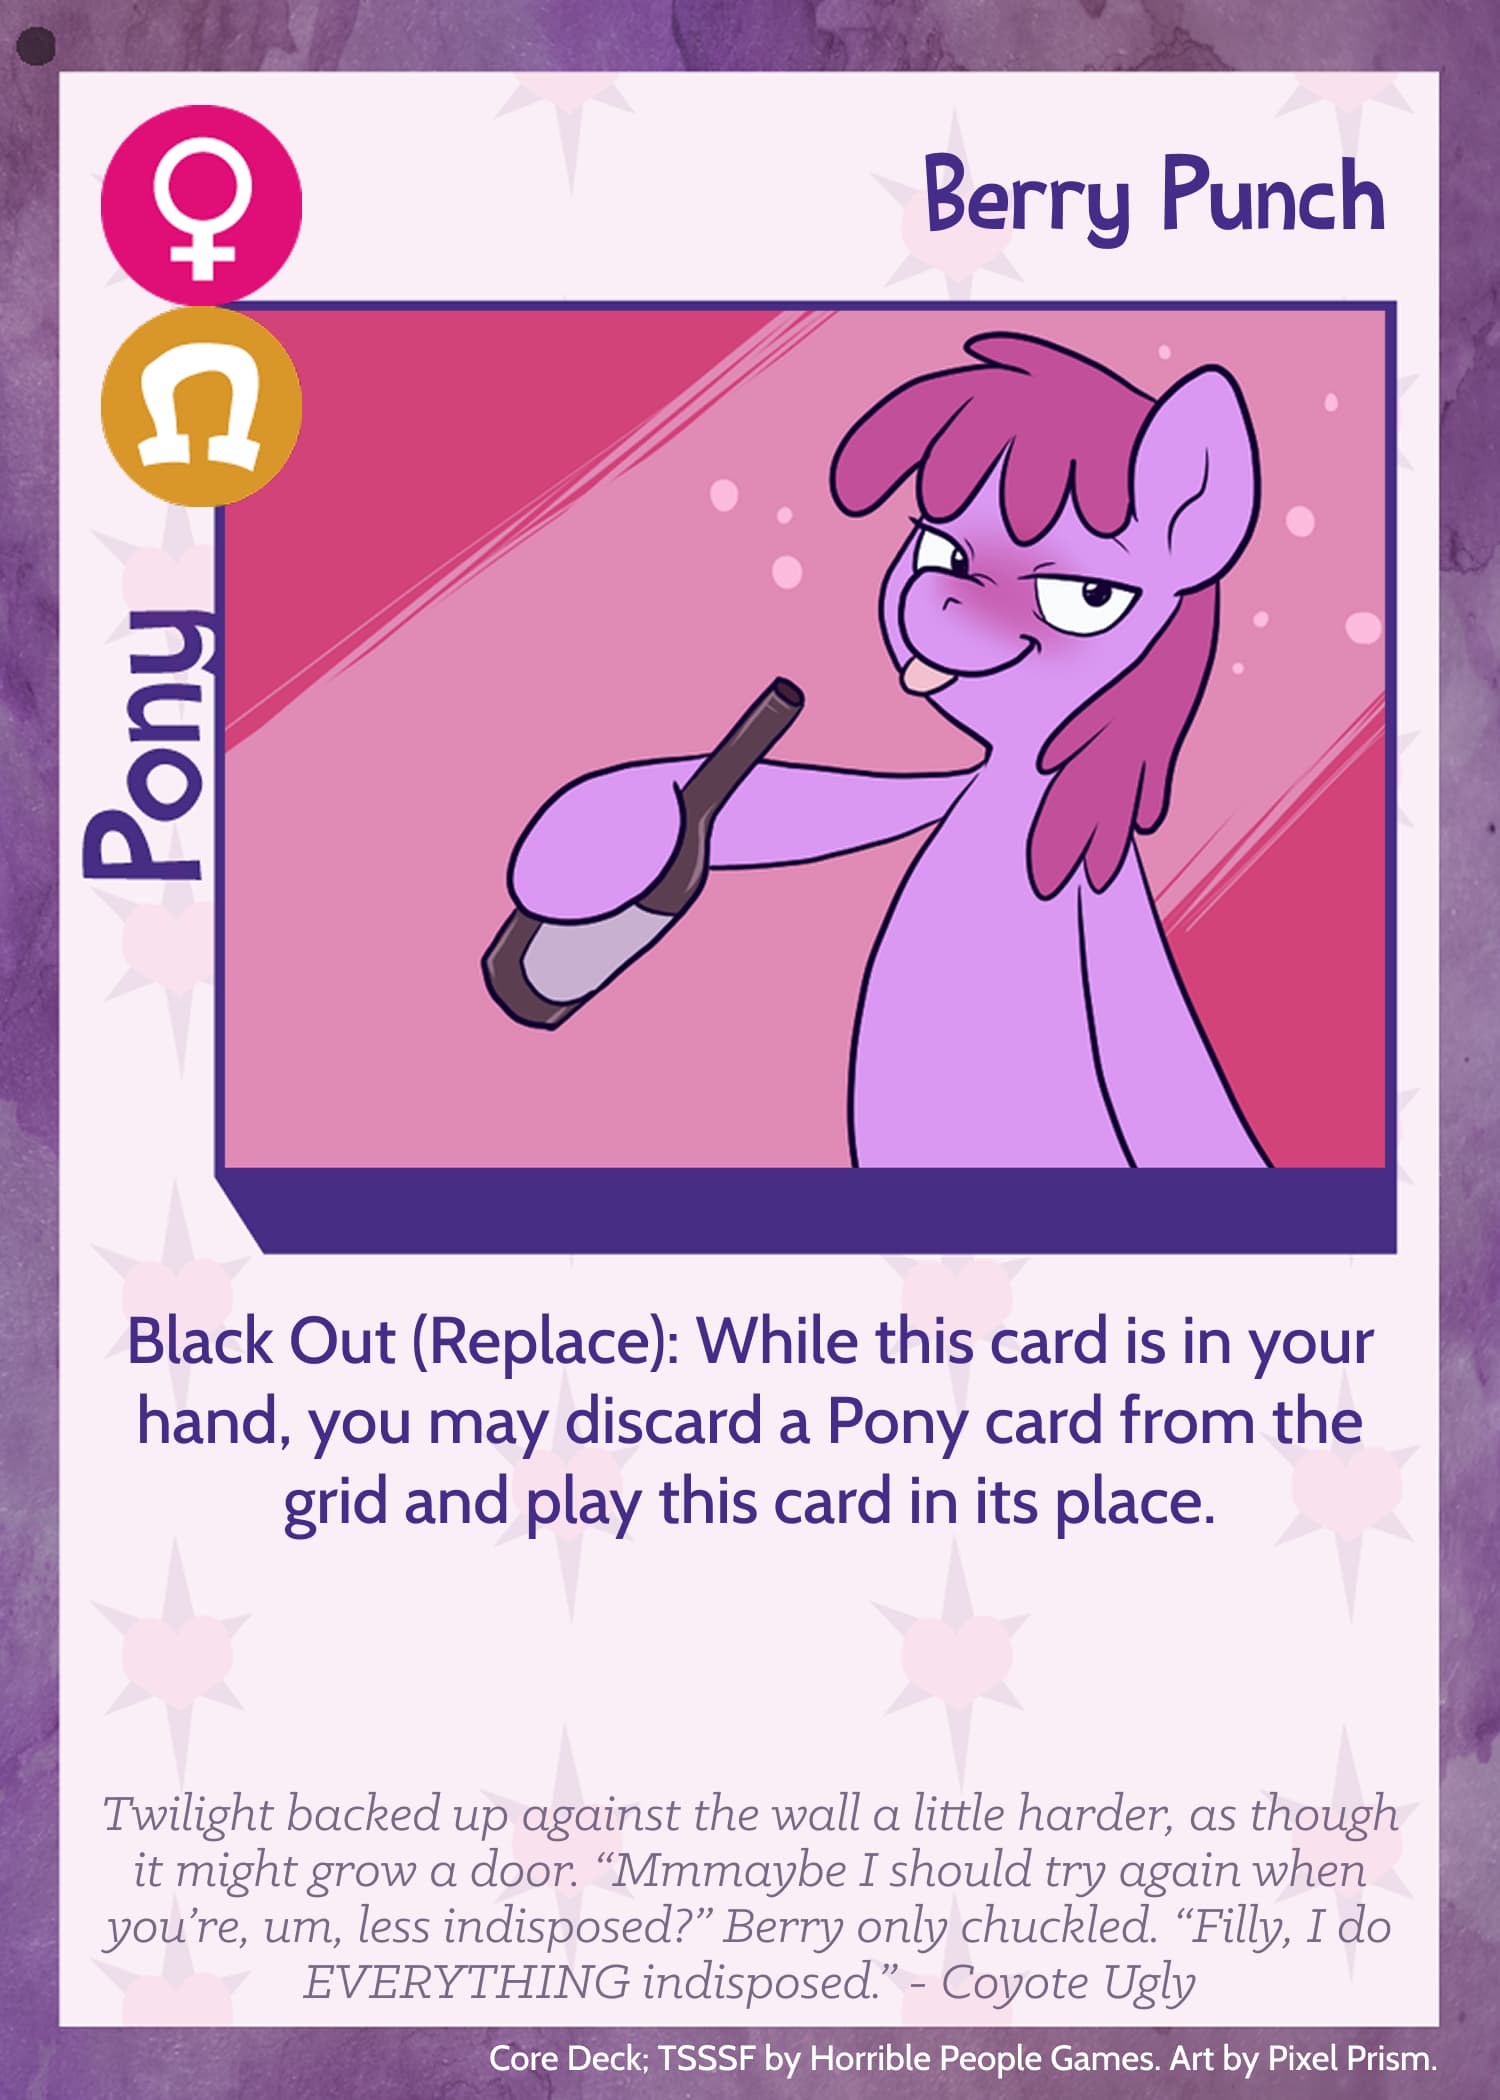 Berry Punch
Pony
Black Out (Replace): While this card is in your
hand, you may discard a Pony card from the
grid and play this card in its place.
Twilight backed up against the wall a little harder, as though
it might grow a door. “Mmmaybe I should try again when
you’re, um, less indisposed?” Berry only chuckled. “Filly, I do
EVERYTHING indisposed.” - Coyote Ugly
Core Deck; TSSSF by Horrible People Games. Art by Pixel Prism.